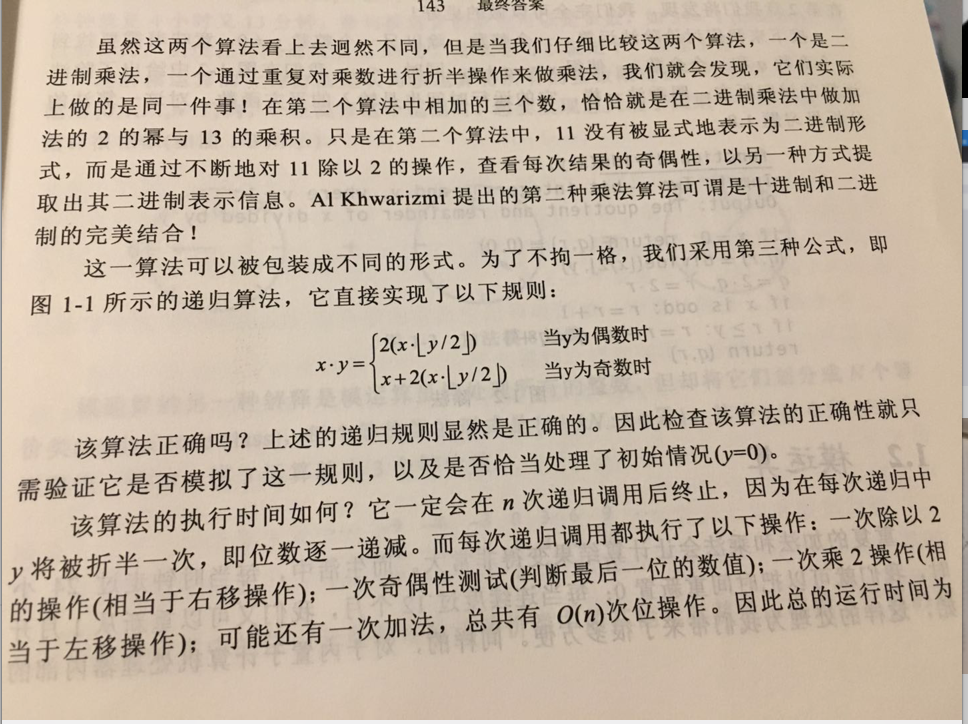 143 最终答案
虽然这两个算法看上去迥然不同，但是当我们仔细比较这两个算法，一个是二
进制乘法，一个通过重复对乘数进行折半操作来做乘法，我们就会发现，它们实际
上做的是同一件事！在第二个算法中相加的三个数，恰恰就是在二进制乘法中做加
法的 2 的幂与 13 的乘积。只是在第二个算法中，11 没有被显式地表示为二进制形
式，而是通过不断地对 11 除以 2 的操作，查看每次结果的奇偶性，以另一种方式提
取出其二进制表示信息。Al Khwarizmi 提出的第二种乘法算法可谓是十进制和二进
制的完美结合！
这一算法可以被包装成不同的形式。为了不拘一格，我们采用第三种公式，即
图 1-1 所示的递归算法，它直接实现了以下规则：
x·y={2(x·⌊y/2⌋) 当y为偶数时
x+2(x·⌊y/2⌋) 当y为奇数时
该算法正确吗？上述的递归规则显然是正确的。因此检查该算法的正确性就只
需验证它是否模拟了这一规则，以及是否恰当处理了初始情况(y=0)。
该算法的执行时间如何？它一定会在 n 次递归调用后终止，因为在每次递归中
y 将被折半一次，即位数逐一递减。而每次递归调用都执行了以下操作：一次除以 2
的操作(相当于右移操作)；一次奇偶性测试(判断最后一位的数值)；一次乘 2 操作(相
当于左移操作)；可能还有一次加法，总共有 O(n)次位操作。因此总的运行时间为